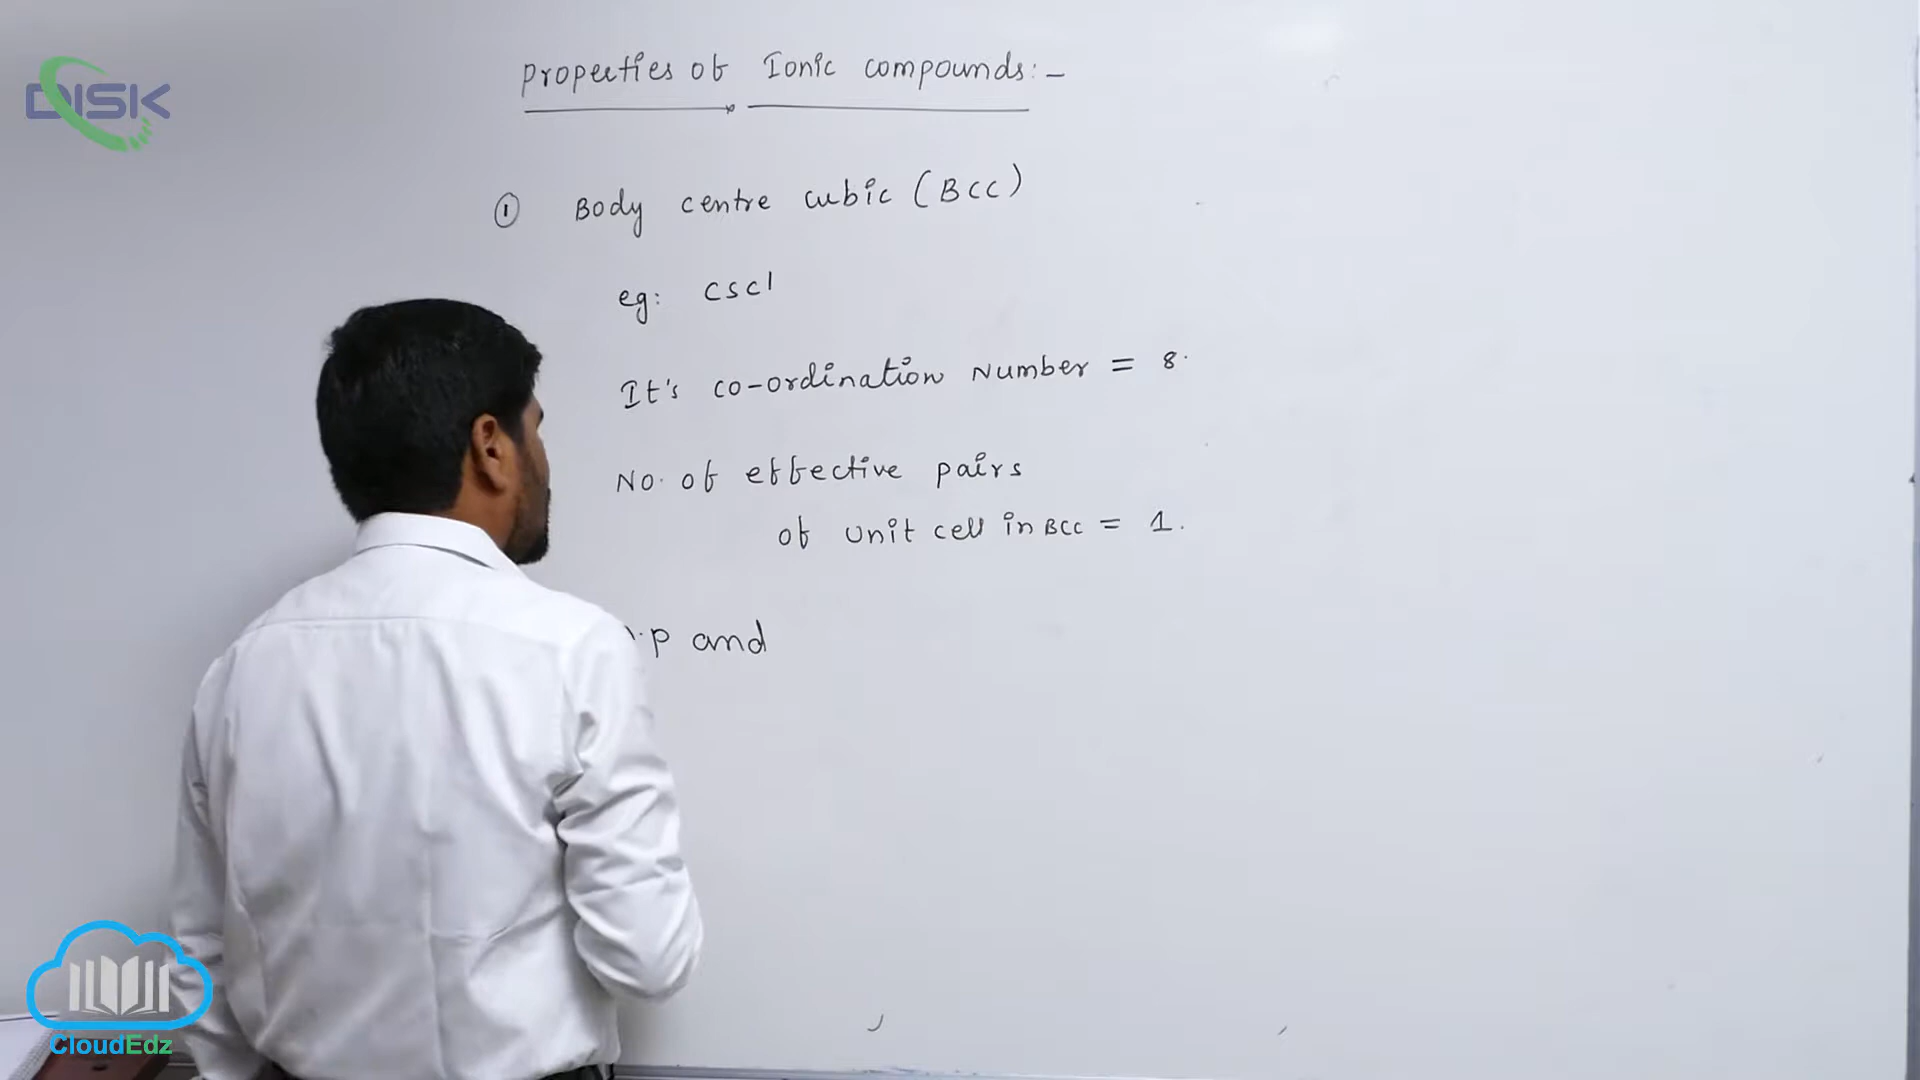 DISK
Properties of Ionic compounds:-
① Body centre cubic (BCC)
eg: CsCl
It's co-ordination Number = 8.
No. of effective pairs
of unit cell in BCC = 1.
.p and
CloudEdz